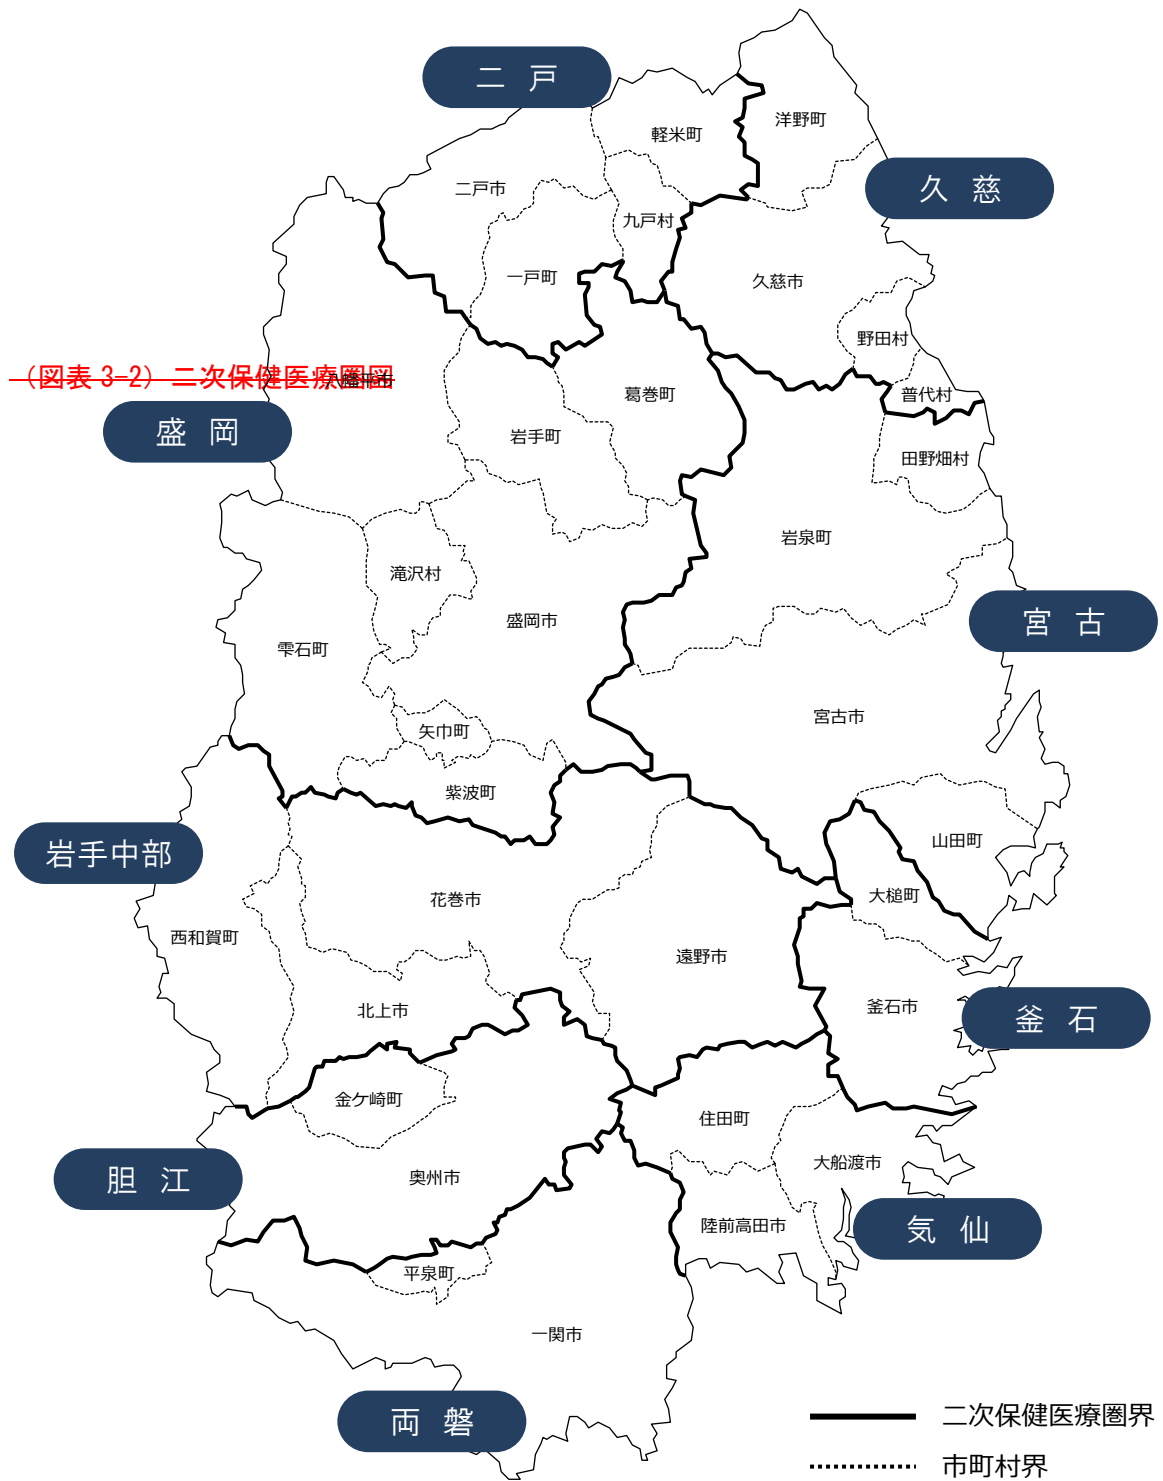 二 戸
軽米町
洋野町
久 慈
二戸市
九戸村
一戸町
久慈市
野田村
(図表 3-2) 二次保健医療圏図
八幡平市
葛巻町
普代村
盛 岡
岩手町
田野畑村
岩泉町
滝沢村
盛岡市
宮 古
雫石町
宮古市
矢巾町
紫波町
山田町
岩手中部
花巻市
大槌町
西和賀町
遠野市
北上市
釜石市
釜 石
金ケ崎町
住田町
大船渡市
胆 江
奥州市
陸前高田市
気 仙
平泉町
一関市
両 磐
二次保健医療圏界
市町村界